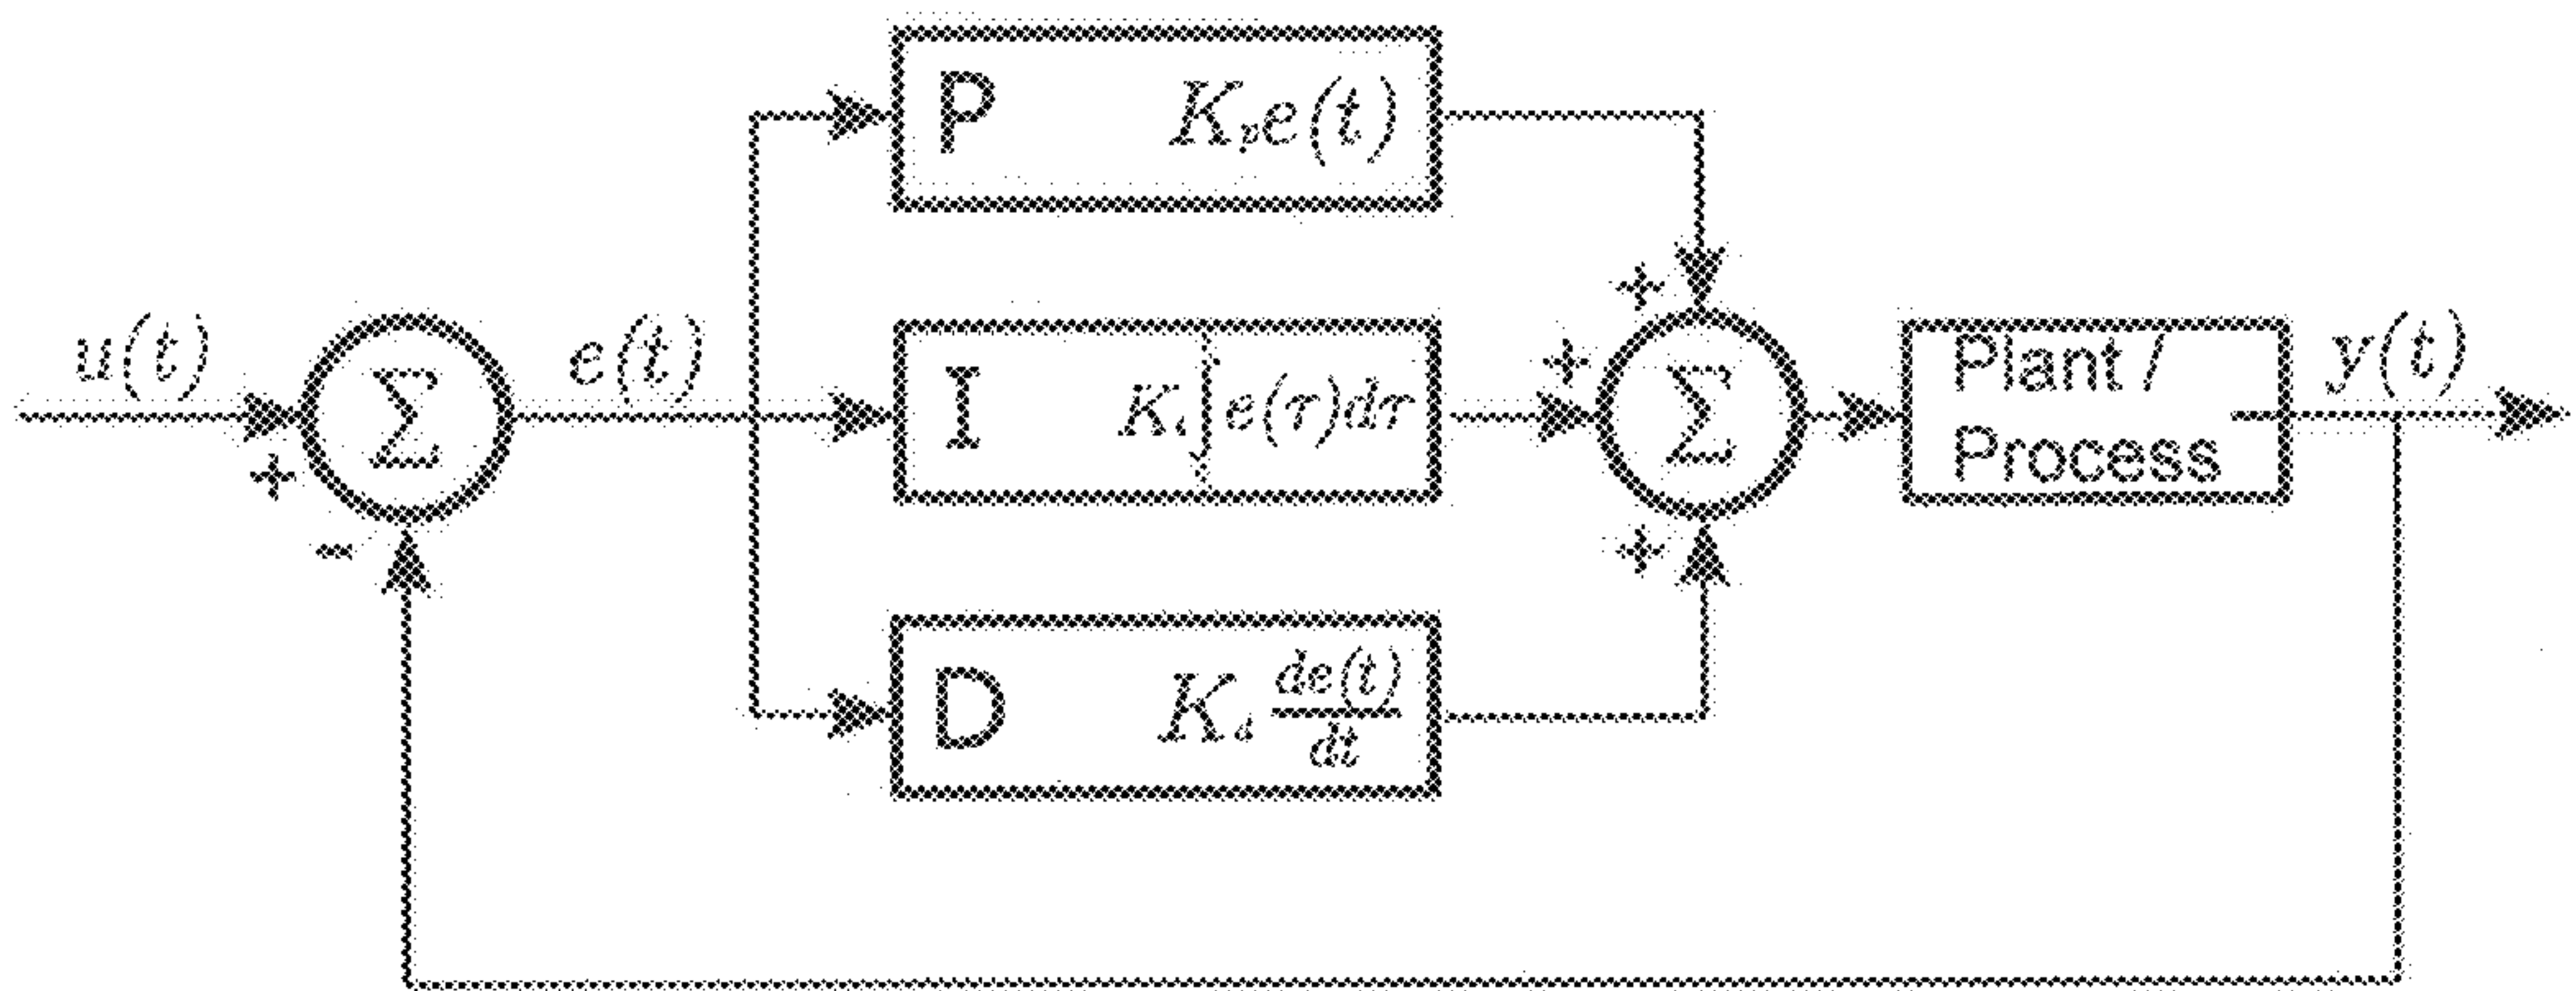 P K_p e(t)
+
u(t) Σ e(t) I K_i ∫ e(τ)dτ + Σ Plant / Process y(t)
+
−
+
D K_d de(t)/dt